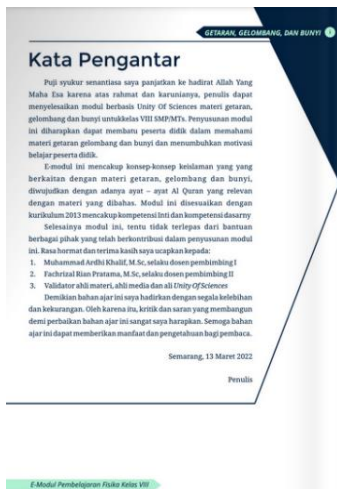 GETARAN, GELOMBANG, DAN BUNYI i
Kata Pengantar
Puji syukur senantiasa saya panjatkan ke hadirat Allah Yang
Maha Esa karena atas rahmat dan karunianya, penulis dapat
menyelesaikan modul berbasis Unity Of Sciences materi getaran,
gelombang dan bunyi untukkelas VIII SMP/MTs. Penyusunan modul
ini diharapkan dapat membatu peserta didik dalam memahami
materi getaran gelombang dan bunyi dan menumbuhkan motivasi
belajar peserta didik.
E-modul ini mencakup konsep-konsep keislaman yang yang
berkaitan dengan materi getaran, gelombang dan bunyi,
diwujudkan dengan adanya ayat – ayat Al Quran yang relevan
dengan materi yang dibahas. Modul ini disesuaikan dengan
kurikulum 2013 mencakup kompetensi Inti dan kompetensi dasarny
Selesainya modul ini, tentu tidak terlepas dari bantuan
berbagai pihak yang telah berkontribusi dalam penyusunan modul
ini. Rasa hormat dan terima kasih saya ucapkan kepada:
1. Muhammad Ardhi Khalif, M.Sc, selaku dosen pembimbing I
2. Fachrizal Rian Pratama, M.Sc, selaku dosen pembimbing II
3. Validator ahli materi, ahli media dan ali Unity Of Sciences
Demikian bahan ajar ini saya hadirkan dengan segala kelebihan
dan kekurangan. Oleh karena itu, kritik dan saran yang membangun
demi perbaikan bahan ajar ini sangat saya harapkan. Semoga bahan
ajar ini dapat memberikan manfaat dan pengetahuan bagi pembaca.
Semarang, 13 Maret 2022
Penulis
E-Modul Pembelajaran Fisika Kelas VIII